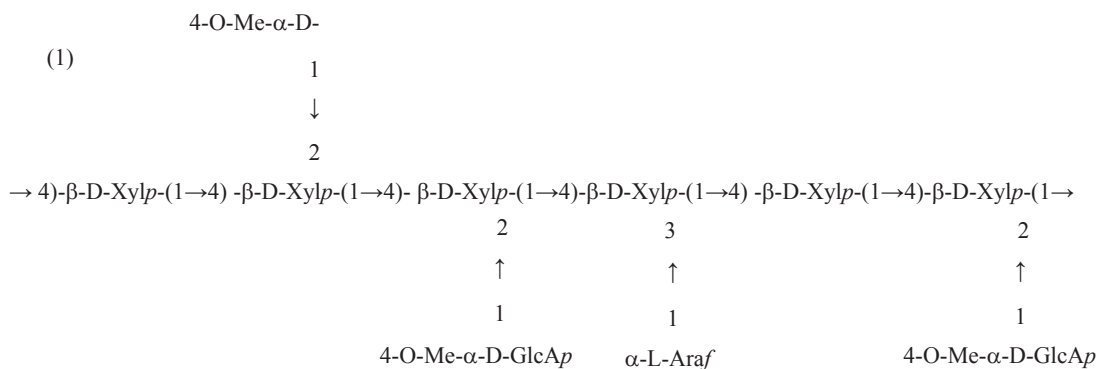 4-O-Me-α-D-
(1)
1
↓
2
→ 4)-β-D-Xylp-(1→4) -β-D-Xylp-(1→4)- β-D-Xylp-(1→4)-β-D-Xylp-(1→4) -β-D-Xylp-(1→4)-β-D-Xylp-(1→
2 3 2
↑ ↑ ↑
1 1 1
4-O-Me-α-D-GlcAp α-L-Araf 4-O-Me-α-D-GlcAp